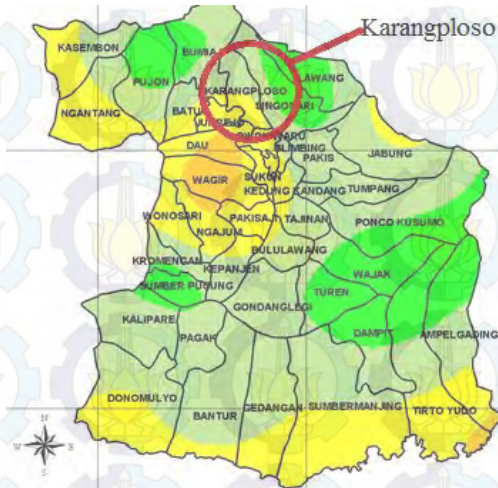 Karangploso
KASEMBON
BUMIAJ
PUJON
LAWANG
KARANGPLOSO
NGANTANG
BATU
SINGOSARI
JUNREJO
BLIMBING
DAU
PAKIS
JABUNG
WAGIR
SUKUN
KEDUNG KANDANG
TUMPANG
WONOSARI
PAKISAJI
TAJINAN
PONCO KUSUMO
NGAJUM
BULULAWANG
KROMENGAN
KEPANJEN
WAJAK
SUMBER PUCUNG
TUREN
GONDANGLEGI
KALIPARE
DAMPIT
AMPELGADING
PAGAK
DONOMULYO
GEDANGAN
SUMBERMANJING
TIRTO YUDO
BANTUR